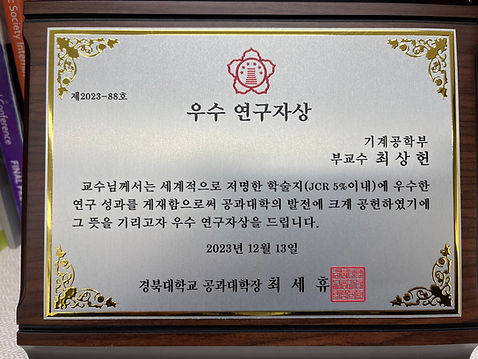 c Society Intern
Conference
FINAL PR
제2023-88호
우수 연구자상
기계공학부
부교수 최상헌
교수님께서는 세계적으로 저명한 학술지(JCR 5%이내)에 우수한
연구 성과를 게재함으로써 공과대학의 발전에 크게 공헌하였기에
그 뜻을 기리고자 우수 연구자상을 드립니다.
2023년 12월 13일
경북대학교 공과대학장 최 세 휴